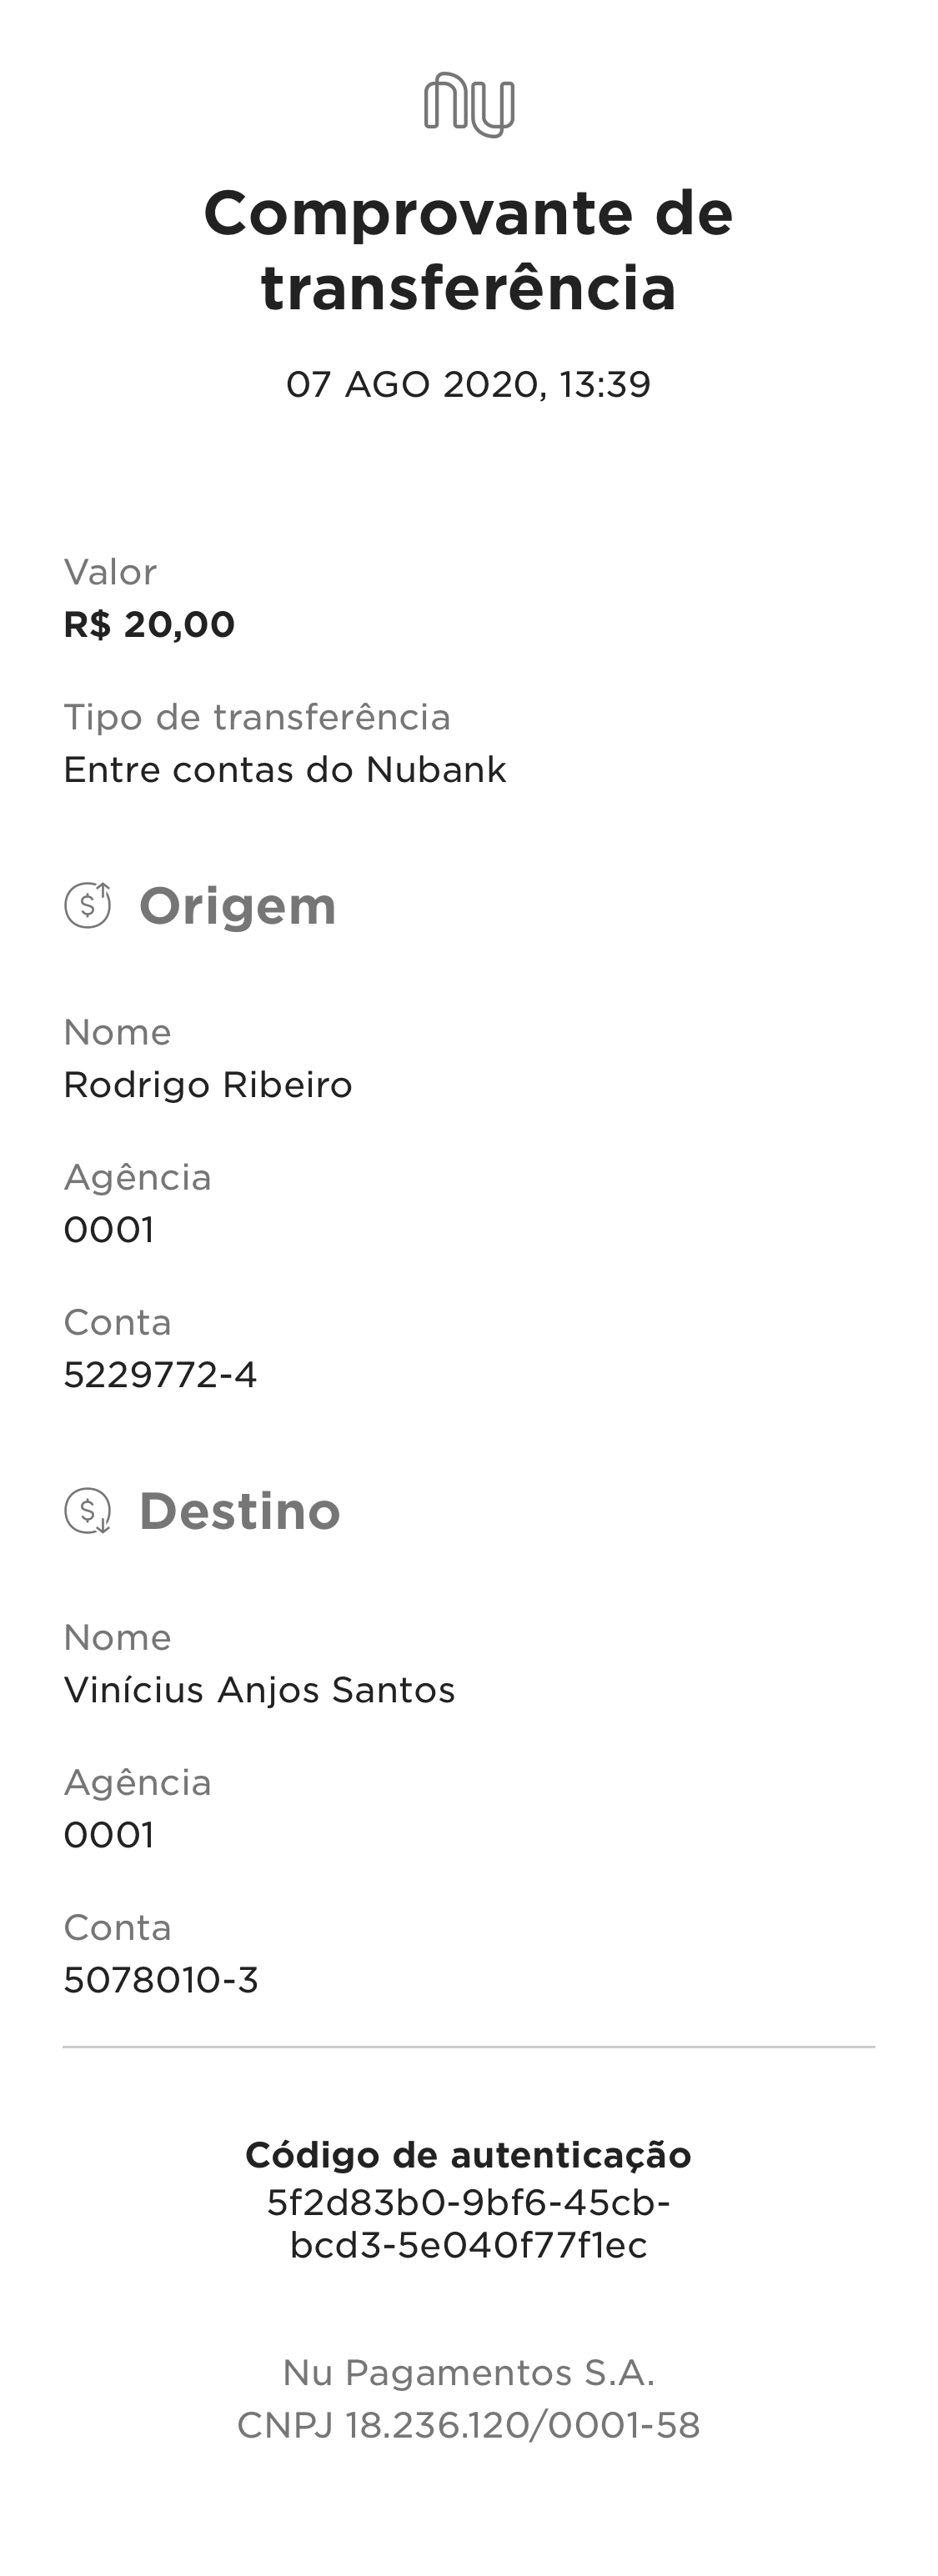 nu
Comprovante de
transferência
07 AGO 2020, 13:39
Valor
R$ 20,00
Tipo de transferência
Entre contas do Nubank
Origem
Nome
Rodrigo Ribeiro
Agência
0001
Conta
5229772-4
Destino
Nome
Vinícius Anjos Santos
Agência
0001
Conta
5078010-3
Código de autenticação
5f2d83b0-9bf6-45cb-
bcd3-5e040f77f1ec
Nu Pagamentos S.A.
CNPJ 18.236.120/0001-58